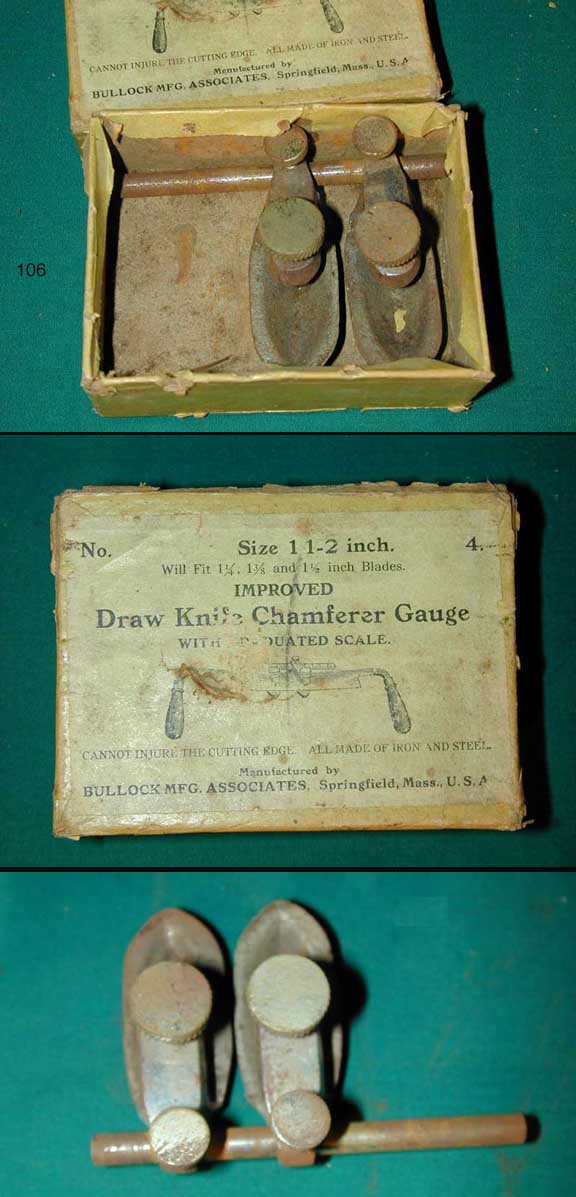 CANNOT INJURE THE CUTTING EDGE. ALL MADE OF IRON AND STEEL.
Manufactured by
BULLOCK MFG. ASSOCIATES, Springfield, Mass., U.S.A
106
No. Size 1 1-2 inch. 4.
Will Fit 1¼, 1⅜ and 1½ inch Blades.
IMPROVED
Draw Knife Chamferer Gauge
WITH SCALE.
CANNOT INJURE THE CUTTING EDGE. ALL MADE OF IRON AND STEEL.
Manufactured by
BULLOCK MFG. ASSOCIATES, Springfield, Mass., U.S.A